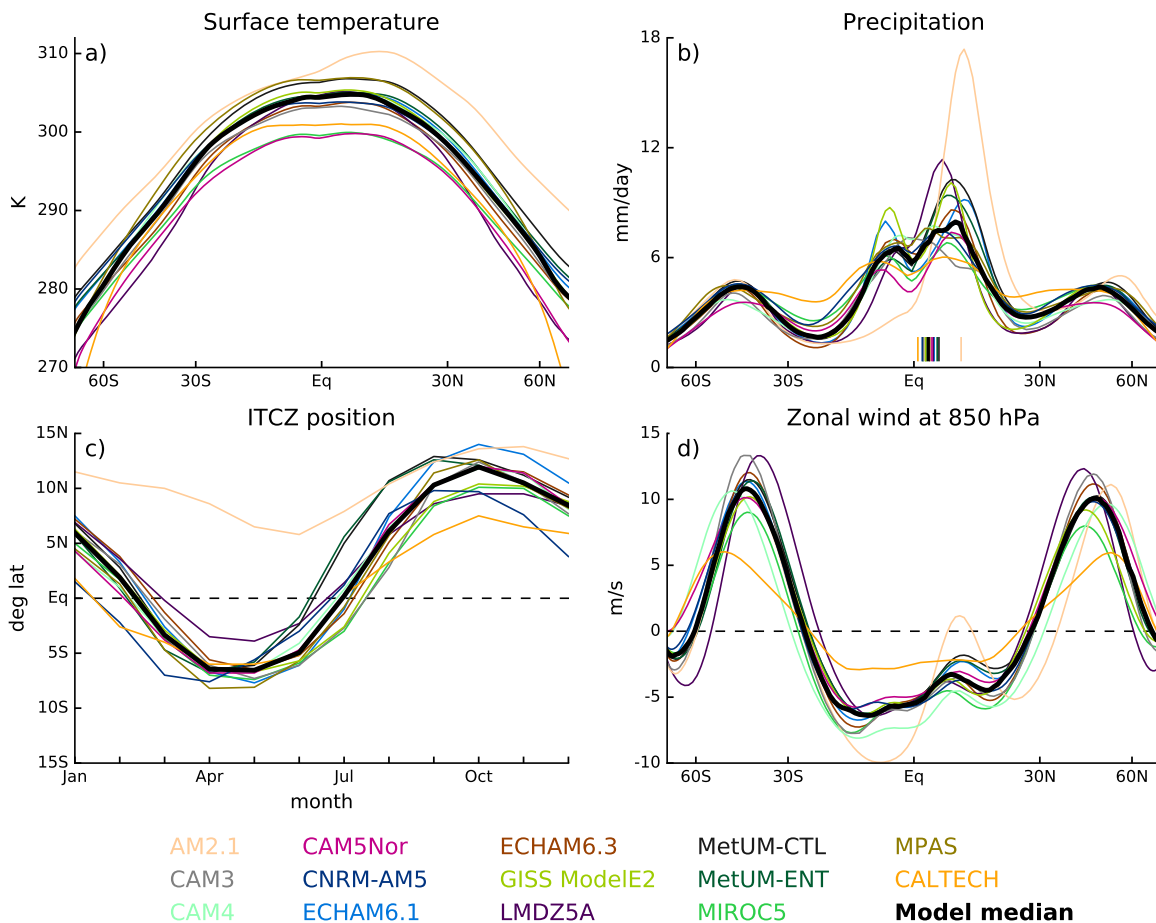 Surface temperature
Precipitation
a)
b)
310
300
290
280
270
K
60S
30S
Eq
30N
60N
18
12
6
0
mm/day
60S
30S
Eq
30N
60N
ITCZ position
Zonal wind at 850 hPa
c)
d)
15N
10N
5N
Eq
5S
10S
15S
deg lat
Jan
Apr
Jul
Oct
month
15
10
5
0
-5
-10
m/s
60S
30S
Eq
30N
60N
AM2.1 CAM5Nor ECHAM6.3 MetUM-CTL MPAS
CAM3 CNRM-AM5 GISS ModelE2 MetUM-ENT CALTECH
CAM4 ECHAM6.1 LMDZ5A MIROC5 Model median